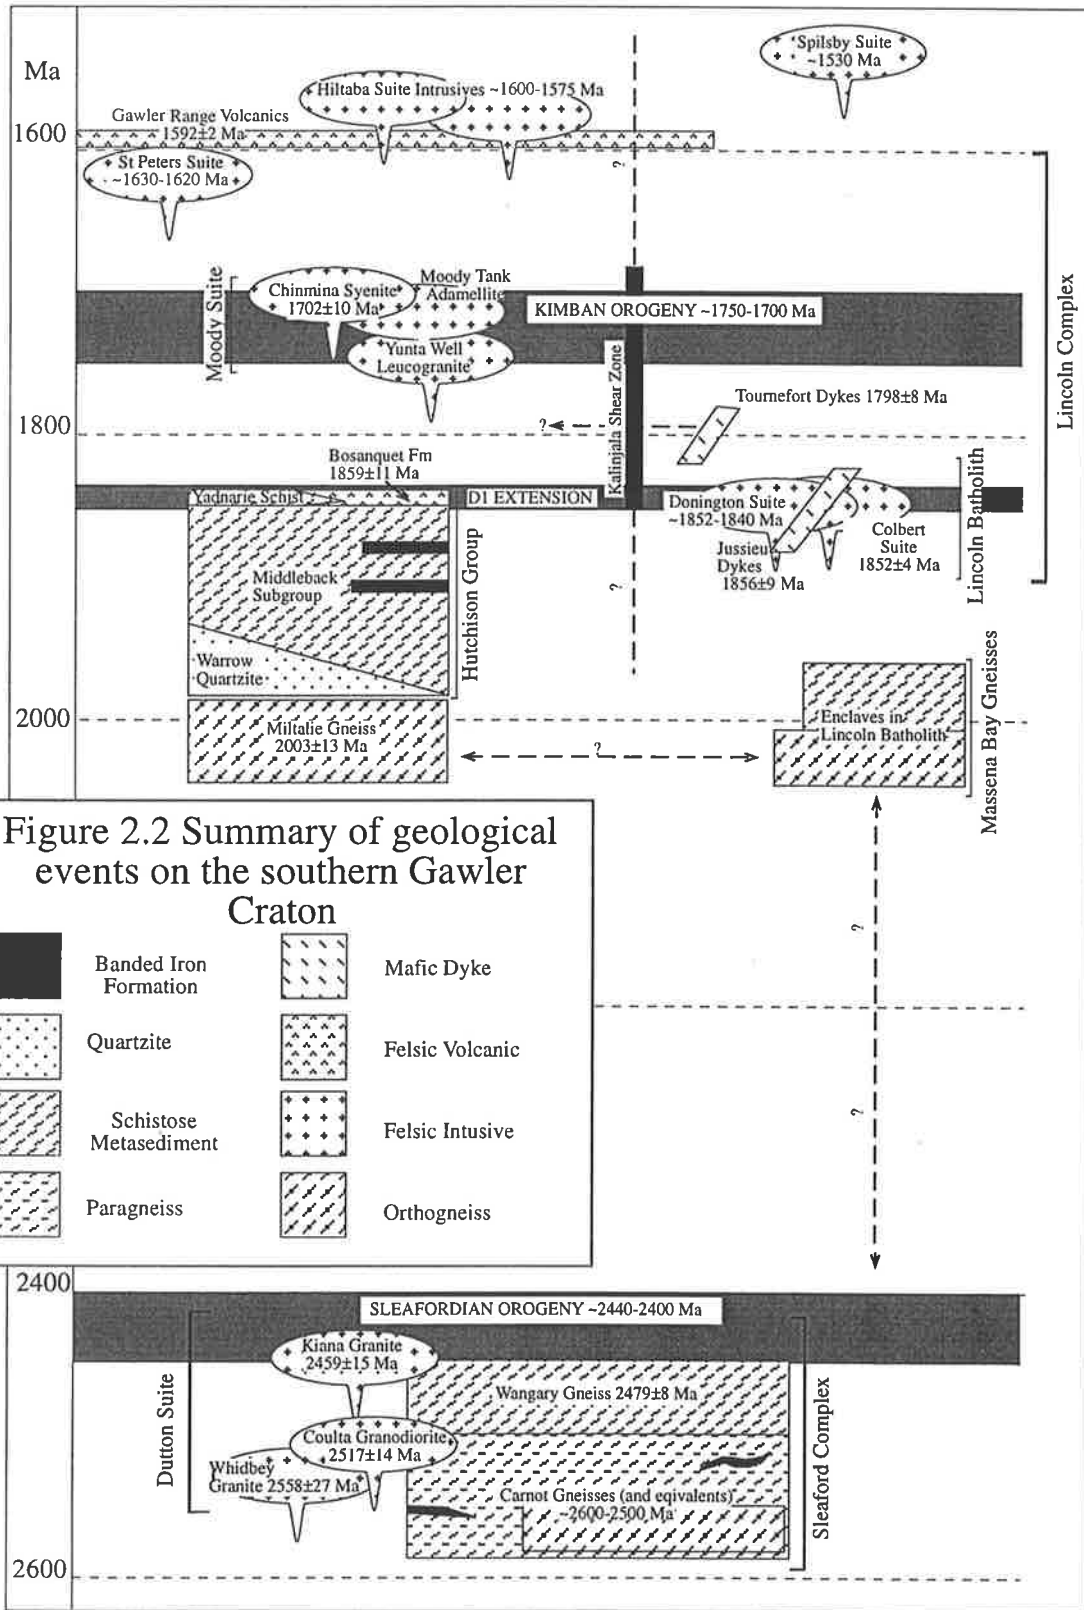 Ma
Spilsby Suite
~1530 Ma
Hiltaba Suite Intrusives ~1600-1575 Ma
Gawler Range Volcanics
1592±2 Ma
1600
St Peters Suite
~1630-1620 Ma
?
Moody Suite
Chinmina Syenite
1702±10 Ma
Moody Tank
Adamellite
KIMBAN OROGENY ~1750-1700 Ma
Yunta Well
Leucogranite
Kalinjala Shear Zone
Lincoln Complex
Tournefort Dykes 1798±8 Ma
1800
?
Bosanquet Fm
1859±11 Ma
Yadnarie Schist
D1 EXTENSION
Donington Suite
~1852-1840 Ma
Colbert
Suite
1852±4 Ma
Jussieu
Dykes
1856±9 Ma
Lincoln Batholith
Middleback
Subgroup
Hutchison Group
?
Warrow
Quartzite
2000
Miltalie Gneiss
2003±13 Ma
?
Enclaves in
Lincoln Batholith
Massena Bay Gneisses
Figure 2.2 Summary of geological
events on the southern Gawler
Craton
Banded Iron
Formation
Mafic Dyke
Quartzite
Felsic Volcanic
Schistose
Metasediment
Felsic Intusive
Paragneiss
Orthogneiss
?
?
2400
SLEAFORDIAN OROGENY ~2440-2400 Ma
Kiana Granite
2459±15 Ma
Wangary Gneiss 2479±8 Ma
Dutton Suite
Coulta Granodiorite
2517±14 Ma
Whidbey
Granite 2558±27 Ma
Carnot Gneisses (and eqivalents)
~2600-2500 Ma
Sleaford Complex
2600